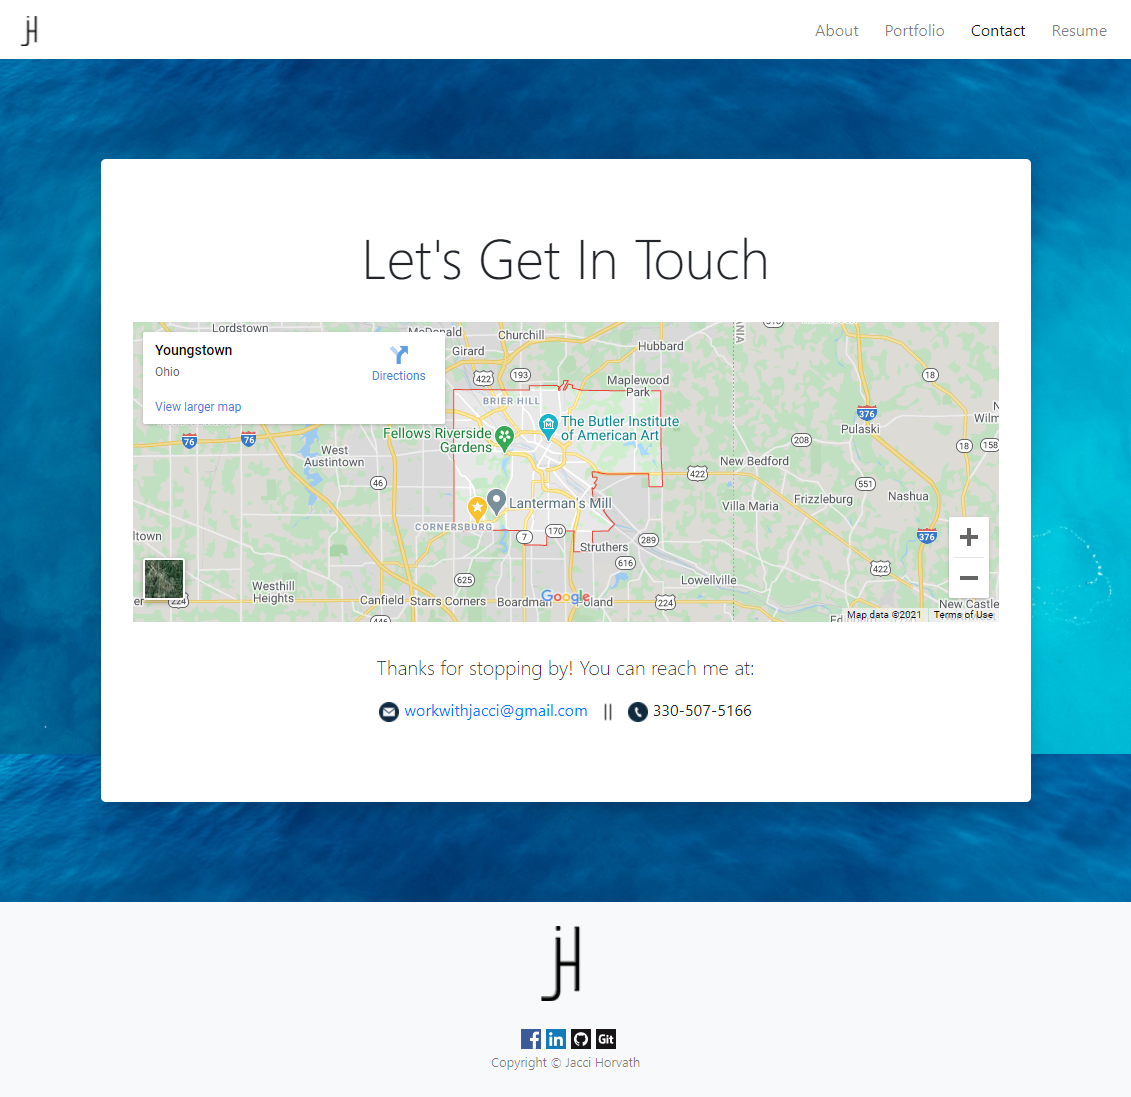 jH
About Portfolio Contact Resume
Let's Get In Touch
Youngstown
Ohio
Directions
View larger map
Lordstown
McDonald
Churchill
Girard
Hubbard
422
193
Maplewood
Park
BRIER HILL
18
376
Pulaski
The Butler Institute
of American Art
Fellows Riverside
Gardens
76
76
West
Austintown
208
18
158
422
New Bedford
46
551
Frizzleburg
Nashua
Villa Maria
Lanterman's Mill
CORNERSBURG
170
7
289
376
Struthers
616
422
625
Lowellville
Westhill
Heights
Canfield
Starrs Corners
Boardman
Poland
Google
224
224
446
New Castle
Map data ©2021
Terms of Use
Thanks for stopping by! You can reach me at:
workwithjacci@gmail.com || 330-507-5166
jH
f in Git
Copyright © Jacci Horvath